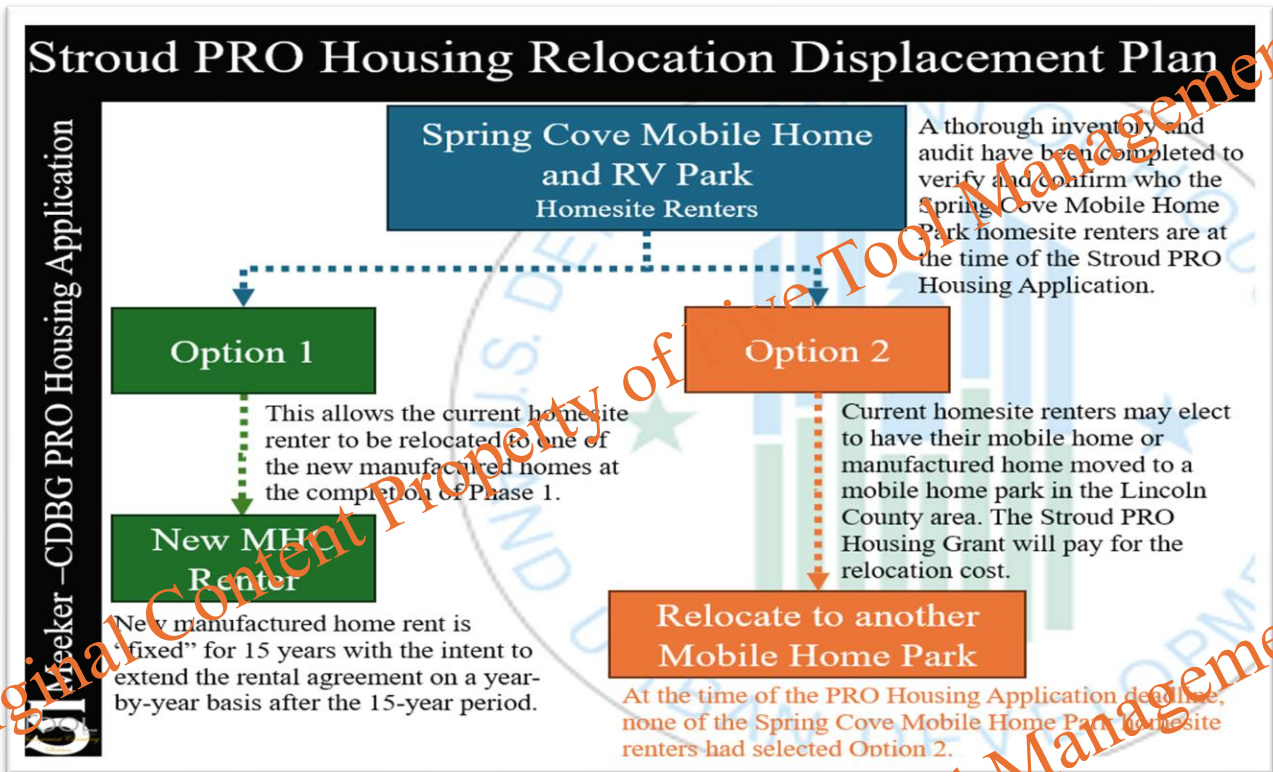 Stroud PRO Housing Relocation Displacement Plan
Meeker –CDBG PRO Housing Application
Spring Cove Mobile Home
and RV Park
Homesite Renters
A thorough inventory and
audit have been completed to
verify and confirm who the
Spring Cove Mobile Home
Park homesite renters are at
the time of the Stroud PRO
Housing Application.
Option 1
This allows the current homesite
renter to be relocated to one of
the new manufactured homes at
the completion of Phase 1.
New MHC
Renter
New manufactured home rent is
“fixed” for 15 years with the intent to
extend the rental agreement on a year-
by-year basis after the 15-year period.
Option 2
Current homesite renters may elect
to have their mobile home or
manufactured home moved to a
mobile home park in the Lincoln
County area. The Stroud PRO
Housing Grant will pay for the
relocation cost.
Relocate to another
Mobile Home Park
At the time of the PRO Housing Application deadline,
none of the Spring Cove Mobile Home Park homesite
renters had selected Option 2.
Original Content Property of Five Tool Management
Management
TOOL
U.S. DE
AND U
BAN DEVELOPME